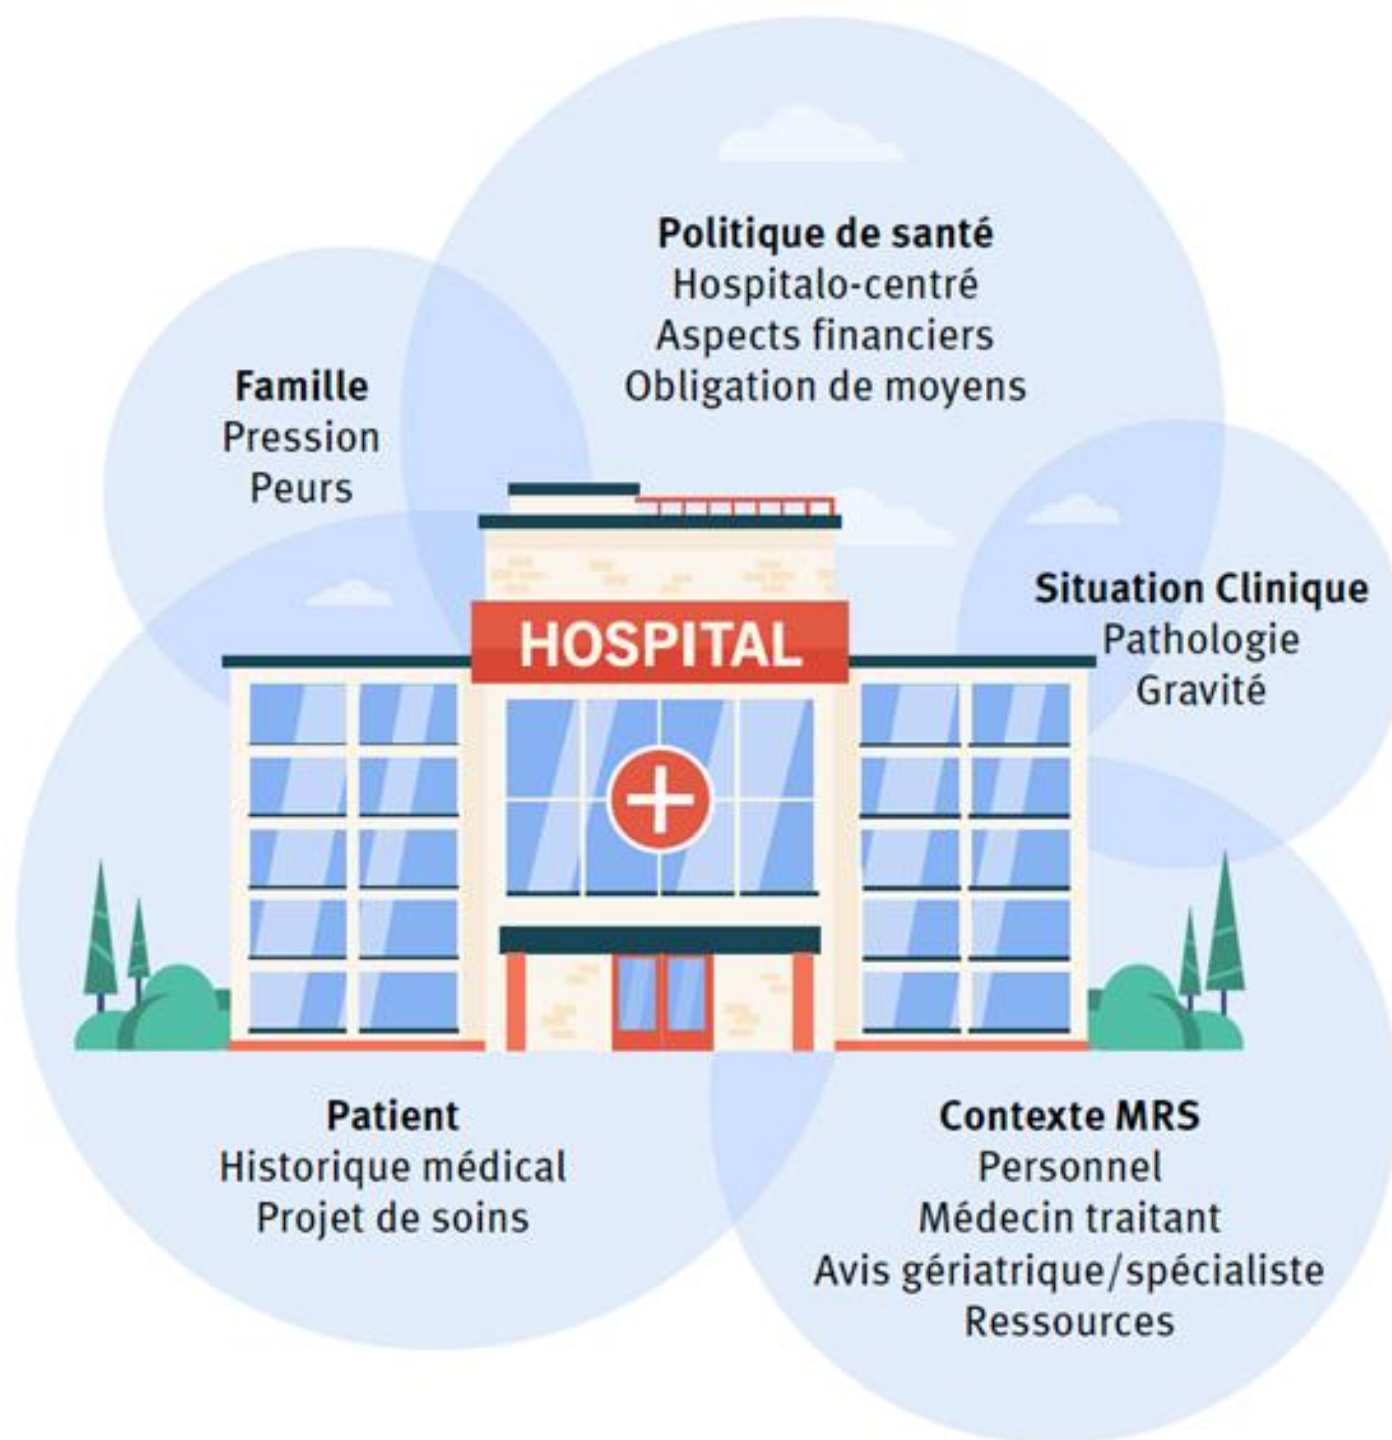 Politique de santé
Hospitalo-centré
Aspects financiers
Obligation de moyens
Famille
Pression
Peurs
Situation Clinique
Pathologie
Gravité
HOSPITAL
Patient
Historique médical
Projet de soins
Contexte MRS
Personnel
Médecin traitant
Avis gériatrique/spécialiste
Ressources